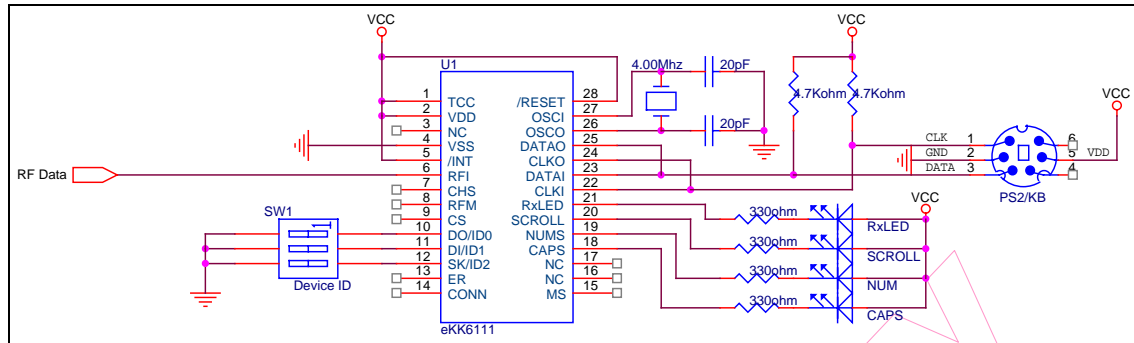 VCC
VCC
VCC
U1
4.00Mhz
20pF
4.7Kohm
4.7Kohm
1 TCC /RESET 28
2 VDD OSCI 27
3 NC OSCO 26
4 VSS DATAO 25
5 /INT CLKO 24
6 RFI DATAI 23
7 CHS CLKI 22
8 RFM RxLED 21
9 CS SCROLL 20
10 DO/ID0 NUMS 19
11 DI/ID1 CAPS 18
12 SK/ID2 NC 17
13 ER NC 16
14 CONN MS 15
eKK6111
20pF
RF Data
SW1
1
Device ID
CLK 1 6
GND 2 5 VDD
DATA 3 4
PS2/KB
VCC
330ohm RxLED
330ohm SCROLL
330ohm NUM
330ohm CAPS